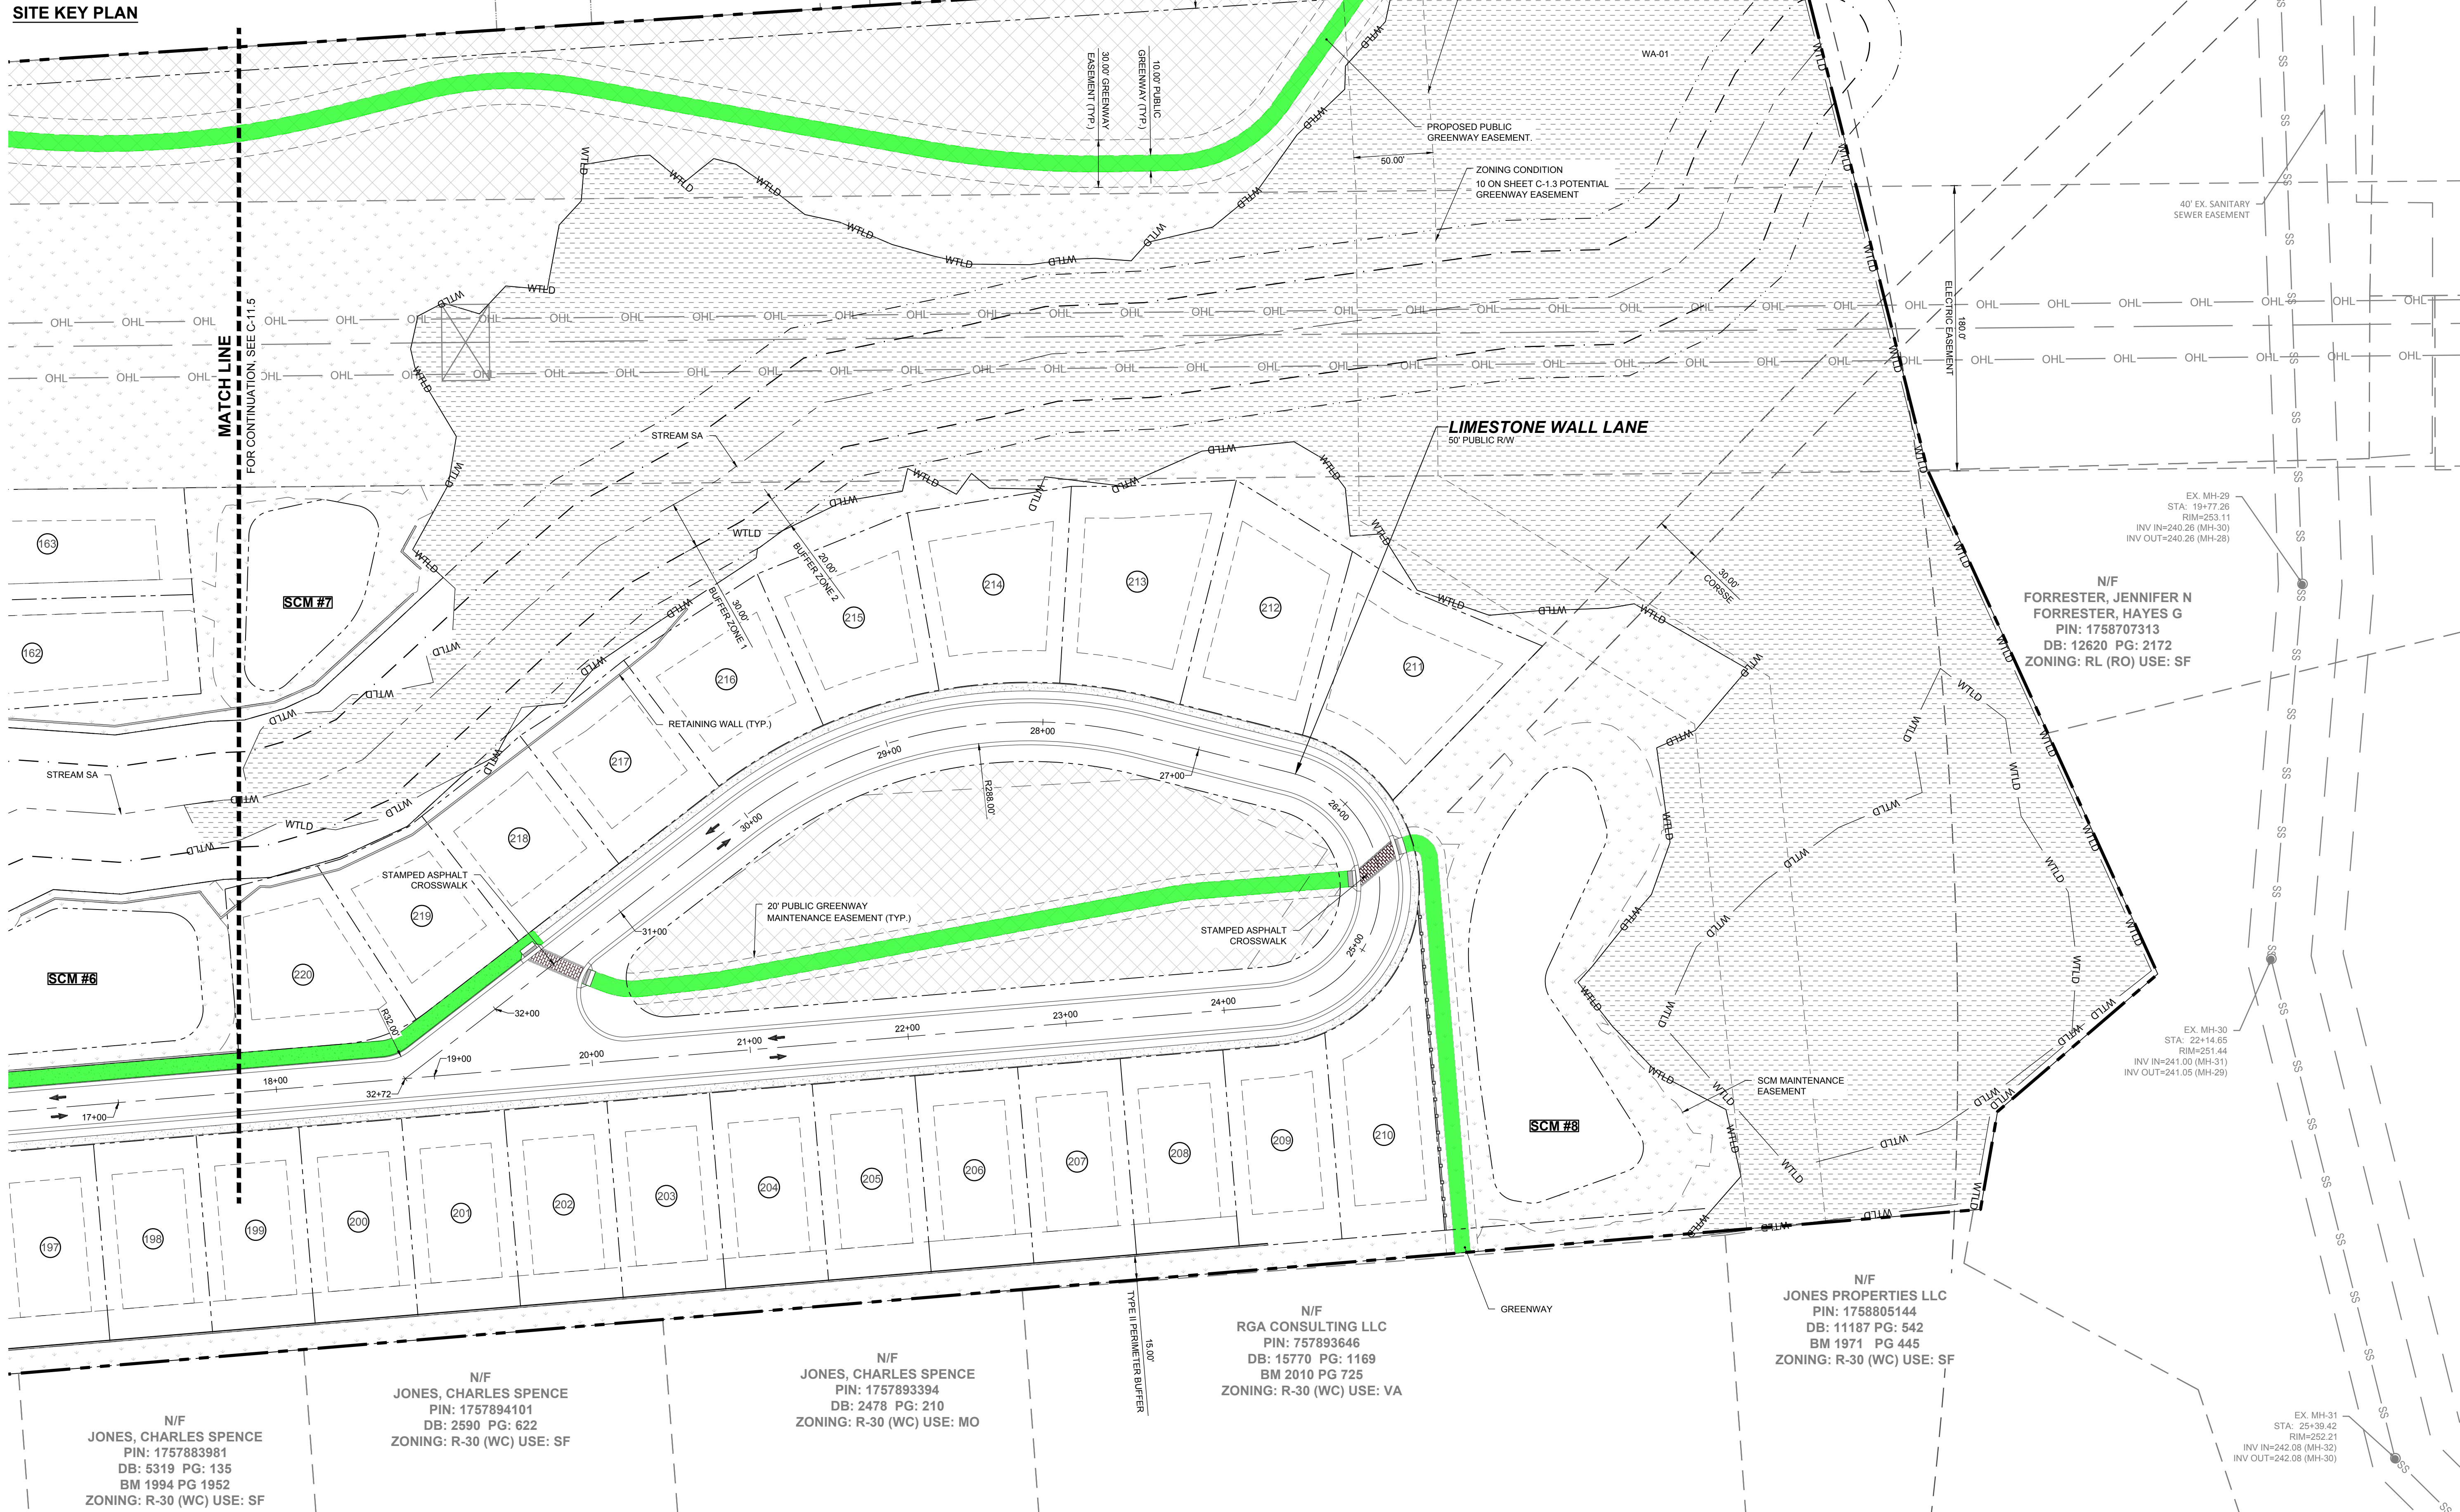 SITE KEY PLAN
30.00' GREENWAY
EASEMENT (TYP.)
10.00' PUBLIC
GREENWAY (TYP.)
WA-01
PROPOSED PUBLIC
GREENWAY EASEMENT.
50.00'
ZONING CONDITION
10 ON SHEET C-1.3 POTENTIAL
GREENWAY EASEMENT
40' EX. SANITARY
SEWER EASEMENT
180.0'
ELECTRIC EASEMENT
MATCH LINE
FOR CONTINUATION, SEE C-11.5
OHL
WTLD
SS
STREAM SA
LIMESTONE WALL LANE
50' PUBLIC R/W
EX. MH-29
STA: 19+77.26
RIM=253.11
INV IN=240.26 (MH-30)
INV OUT=240.26 (MH-28)
N/F
FORRESTER, JENNIFER N
FORRESTER, HAYES G
PIN: 1758707313
DB: 12620 PG: 2172
ZONING: RL (RO) USE: SF
163
162
SCM #7
20.00'
BUFFER ZONE 2
30.00'
BUFFER ZONE 1
30.00'
CORSSE
214
213
212
215
211
216
217
218
219
220
RETAINING WALL (TYP.)
STREAM SA
28+00
29+00
27+00
26+00
30+00
R288.00'
STAMPED ASPHALT
CROSSWALK
20' PUBLIC GREENWAY
MAINTENANCE EASEMENT (TYP.)
STAMPED ASPHALT
CROSSWALK
31+00
25+00
SCM #6
R32.00'
32+00
24+00
23+00
22+00
21+00
20+00
19+00
18+00
32+72
17+00
EX. MH-30
STA: 22+14.65
RIM=251.44
INV IN=241.00 (MH-31)
INV OUT=241.05 (MH-29)
SCM MAINTENANCE
EASEMENT
SCM #8
197
198
199
200
201
202
203
204
205
206
207
208
209
210
GREENWAY
15.00'
TYPE II PERIMETER BUFFER
N/F
JONES, CHARLES SPENCE
PIN: 1757883981
DB: 5319 PG: 135
BM 1994 PG 1952
ZONING: R-30 (WC) USE: SF
N/F
JONES, CHARLES SPENCE
PIN: 1757894101
DB: 2590 PG: 622
ZONING: R-30 (WC) USE: SF
N/F
JONES, CHARLES SPENCE
PIN: 1757893394
DB: 2478 PG: 210
ZONING: R-30 (WC) USE: MO
N/F
RGA CONSULTING LLC
PIN: 757893646
DB: 15770 PG: 1169
BM 2010 PG 725
ZONING: R-30 (WC) USE: VA
N/F
JONES PROPERTIES LLC
PIN: 1758805144
DB: 11187 PG: 542
BM 1971 PG 445
ZONING: R-30 (WC) USE: SF
EX. MH-31
STA: 25+39.42
RIM=252.21
INV IN=242.08 (MH-32)
INV OUT=242.08 (MH-30)